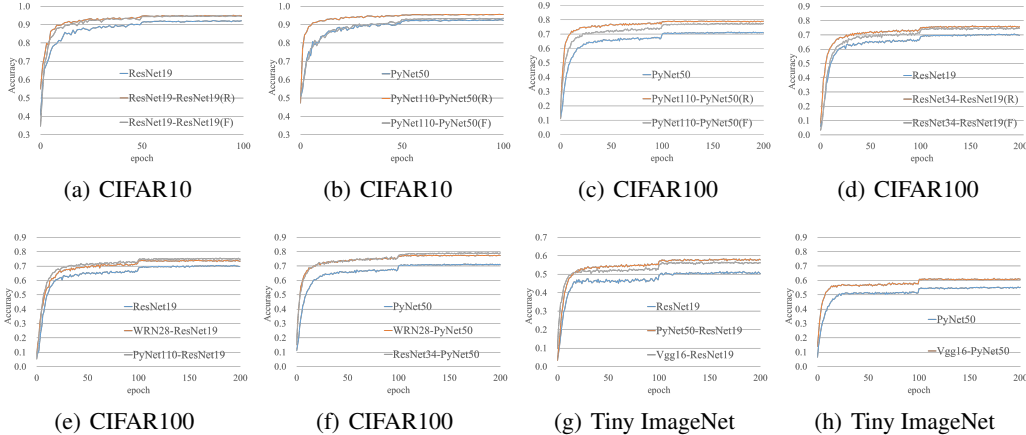 1.0
0.9
0.8
0.7
0.6
0.5
0.4
0.3
Accuracy
ResNet19
ResNet19-ResNet19(R)
ResNet19-ResNet19(F)
0 50 100
epoch
(a) CIFAR10
1.0
0.9
0.8
0.7
0.6
0.5
0.4
0.3
Accuracy
PyNet50
PyNet110-PyNet50(R)
PyNet110-PyNet50(F)
0 50 100
epoch
(b) CIFAR10
0.9
0.8
0.7
0.6
0.5
0.4
0.3
0.2
0.1
0.0
Accuracy
PyNet50
PyNet110-PyNet50(R)
PyNet110-PyNet50(F)
0 50 100 150 200
epoch
(c) CIFAR100
0.9
0.8
0.7
0.6
0.5
0.4
0.3
0.2
0.1
0.0
Accuracy
ResNet19
ResNet34-ResNet19(R)
ResNet34-ResNet19(F)
0 50 100 150 200
epoch
(d) CIFAR100
0.9
0.8
0.7
0.6
0.5
0.4
0.3
0.2
0.1
0.0
Accuracy
ResNet19
WRN28-ResNet19
PyNet110-ResNet19
0 50 100 150 200
epoch
(e) CIFAR100
0.9
0.8
0.7
0.6
0.5
0.4
0.3
0.2
0.1
0.0
Accuracy
PyNet50
WRN28-PyNet50
ResNet34-PyNet50
0 50 100 150 200
epoch
(f) CIFAR100
0.7
0.6
0.5
0.4
0.3
0.2
0.1
0.0
Accuracy
ResNet19
PyNet50-ResNet19
Vgg16-ResNet19
0 50 100 150 200
epoch
(g) Tiny ImageNet
0.9
0.8
0.7
0.6
0.5
0.4
0.3
0.2
0.1
0.0
Accuracy
PyNet50
Vgg16-PyNet50
0 50 100 150 200
epoch
(h) Tiny ImageNet